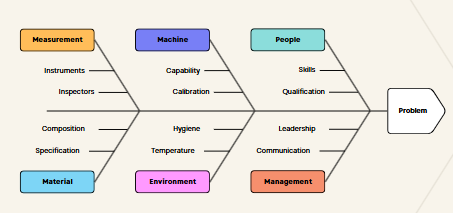 Measurement
Machine
People
Instruments
Capability
Skills
Inspectors
Calibration
Qualification
Problem
Composition
Hygiene
Leadership
Specification
Temperature
Communication
Material
Environment
Management